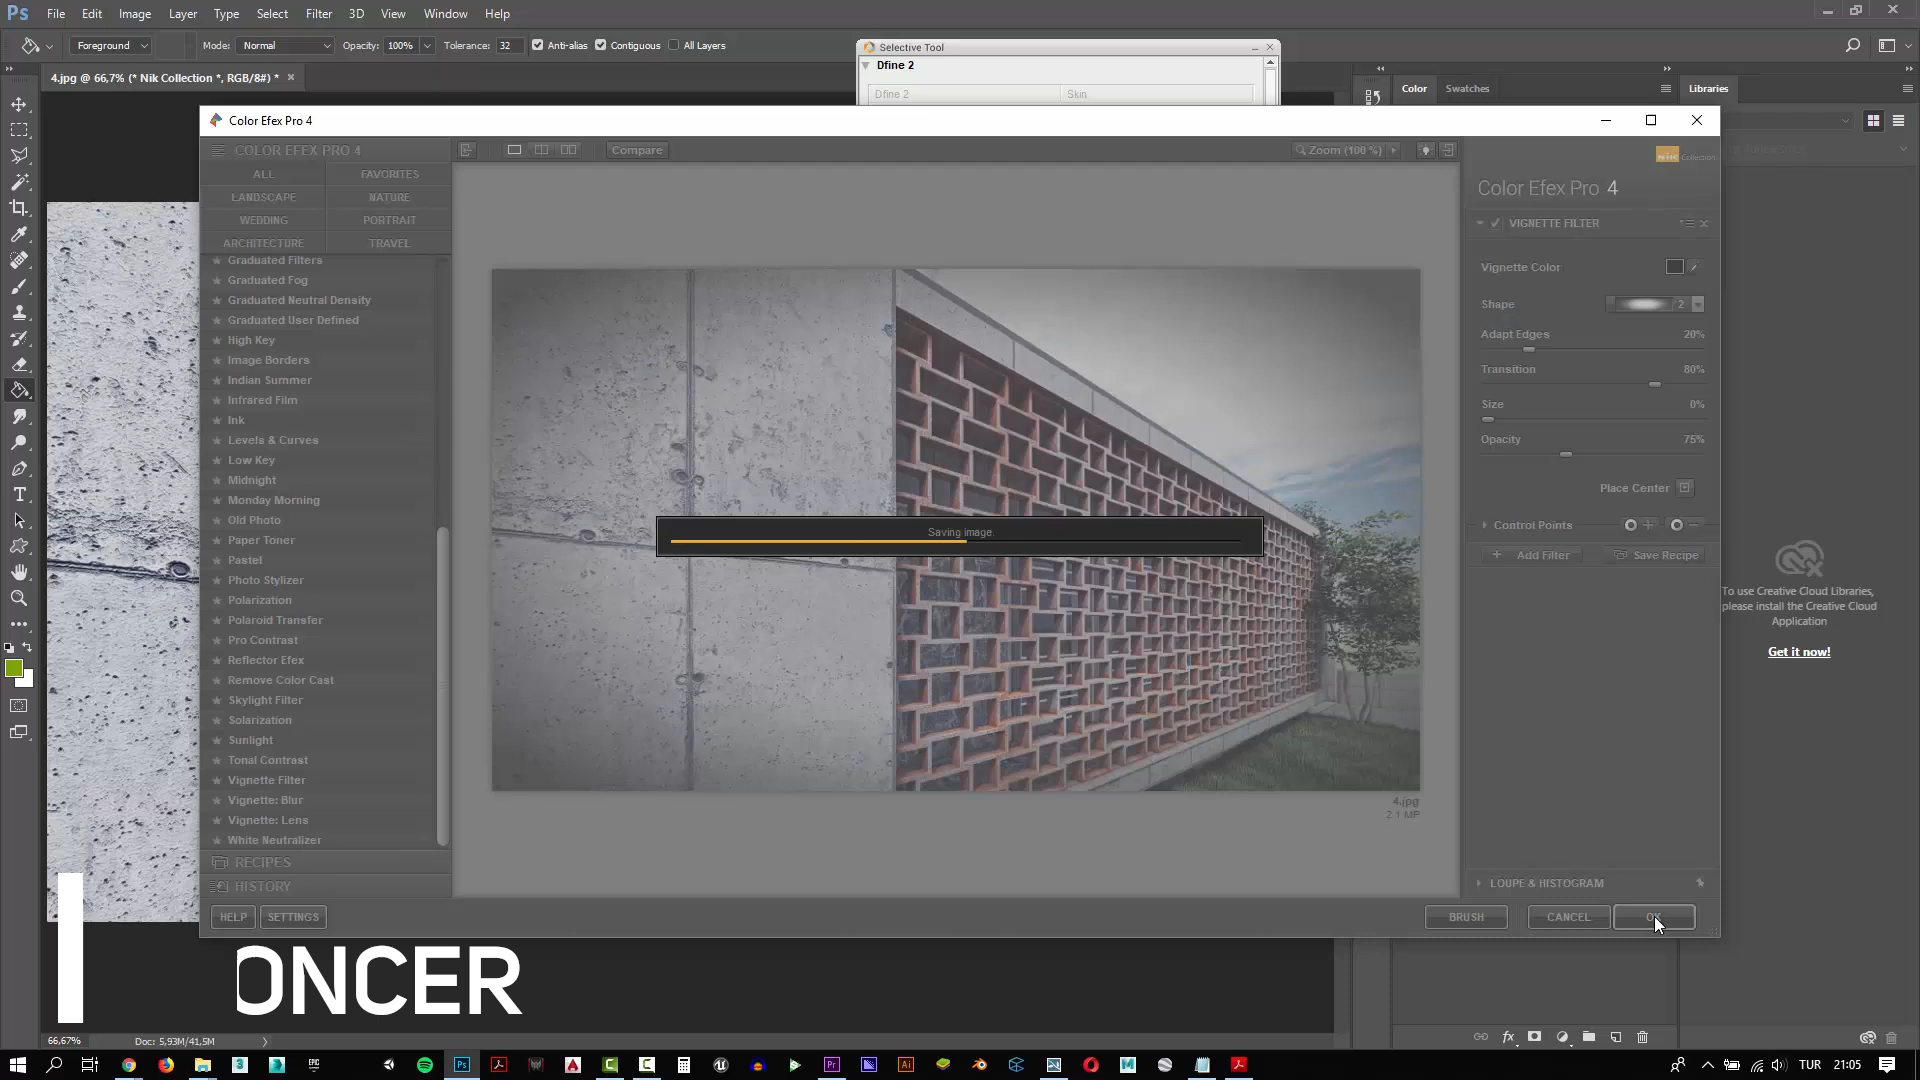 Ps File Edit Image Layer Type Select Filter 3D View Window Help
Foreground Mode: Normal Opacity: 100% Tolerance: 32 Anti-alias Contiguous All Layers
Selective Tool
Dfine 2
Dfine 2 Skin
4.jpg @ 66,7% (* Nik Collection *, RGB/8#) *
Color Swatches
Libraries
Color Efex Pro 4
COLOR EFEX PRO 4
Compare
Zoom (100 %)
ALL FAVORITES
LANDSCAPE NATURE
WEDDING PORTRAIT
ARCHITECTURE TRAVEL
Graduated Filters
Graduated Fog
Graduated Neutral Density
Graduated User Defined
High Key
Image Borders
Indian Summer
Infrared Film
Ink
Levels & Curves
Low Key
Midnight
Monday Morning
Old Photo
Paper Toner
Pastel
Photo Stylizer
Polarization
Polaroid Transfer
Pro Contrast
Reflector Efex
Remove Color Cast
Skylight Filter
Solarization
Sunlight
Tonal Contrast
Vignette Filter
Vignette: Blur
Vignette: Lens
White Neutralizer
RECIPES
HISTORY
HELP SETTINGS
Saving image
4.jpg
2.1 MP
Nik Collection
Color Efex Pro 4
VIGNETTE FILTER
Vignette Color
Shape 2
Adapt Edges 20%
Transition 80%
Size 0%
Opacity 75%
Place Center
Control Points
Add Filter Save Recipe
LOUPE & HISTOGRAM
BRUSH CANCEL OK
To use Creative Cloud Libraries,
please install the Creative Cloud
Application
Get it now!
ONCER
66,67% Doc: 5,93M/41,5M
fx
TUR 21:05